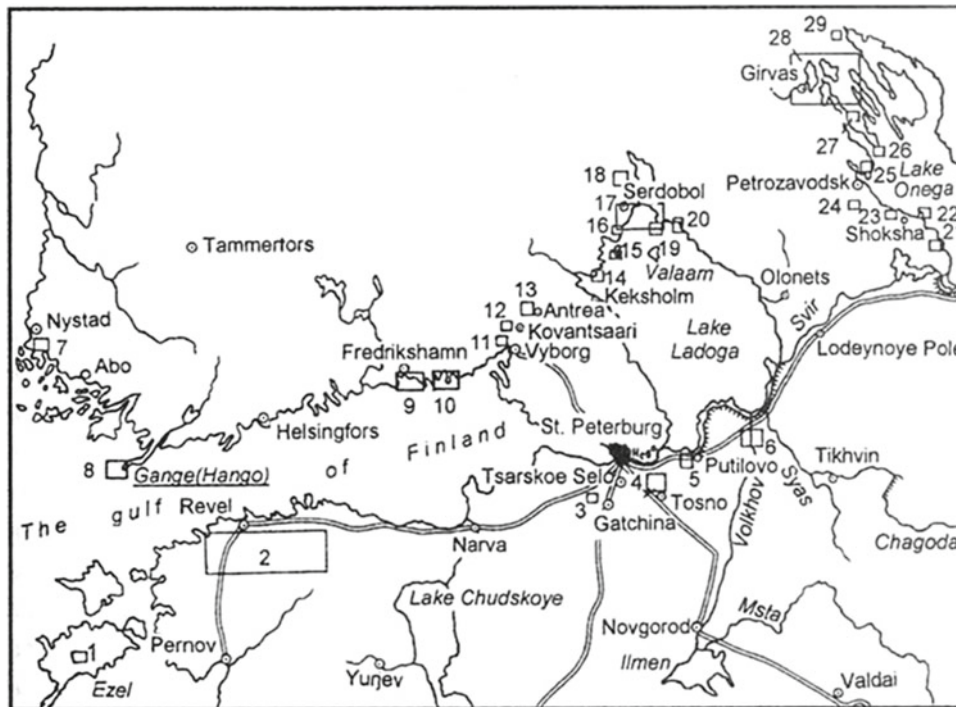 29
28
Girvas
27
26
25
Lake
Onega
Petrozavodsk
24
23
22
Shoksha
18
Serdobol
17
16
20
15
19
Valaam
14
Keksholm
Olonets
Svir
Tammerfors
13
Antrea
12
Kovantsaari
11
Vyborg
Lake
Ladoga
Lodeynoye Pole
Nystad
7
Abo
Fredrikshamn
9
10
Helsingfors
St. Peterburg
6
8
Gange(Hango)
The gulf of Finland
Tsarskoe Selo
4
5
Putilovo
Tikhvin
Syas
Volkhov
3
Tosno
Gatchina
Revel
Narva
2
Chagoda
Lake Chudskoye
Msta
Novgorod
Pernov
1
Ezel
Yurjev
Ilmen
Valdai